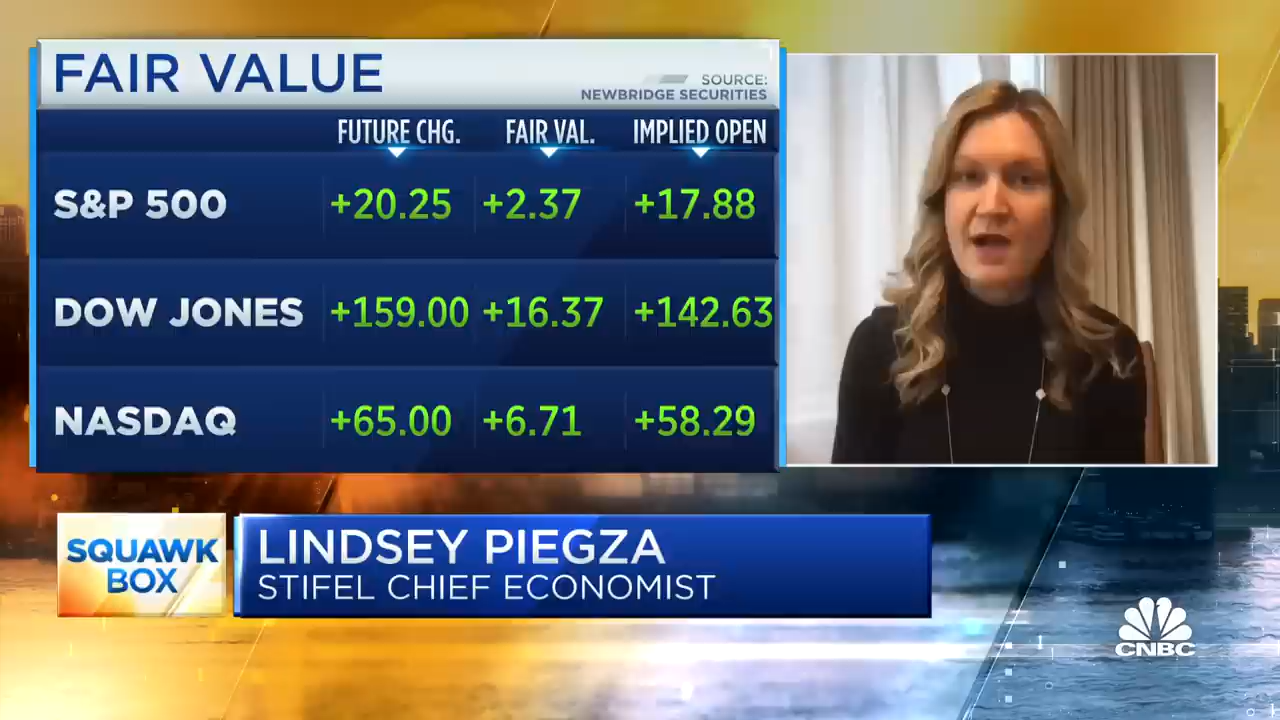 FAIR VALUE
SOURCE:
NEWBRIDGE SECURITIES
FUTURE CHG. FAIR VAL. IMPLIED OPEN
S&P 500 +20.25 +2.37 +17.88
DOW JONES +159.00 +16.37 +142.63
NASDAQ +65.00 +6.71 +58.29
SQUAWK
BOX
LINDSEY PIEGZA
STIFEL CHIEF ECONOMIST
CNBC